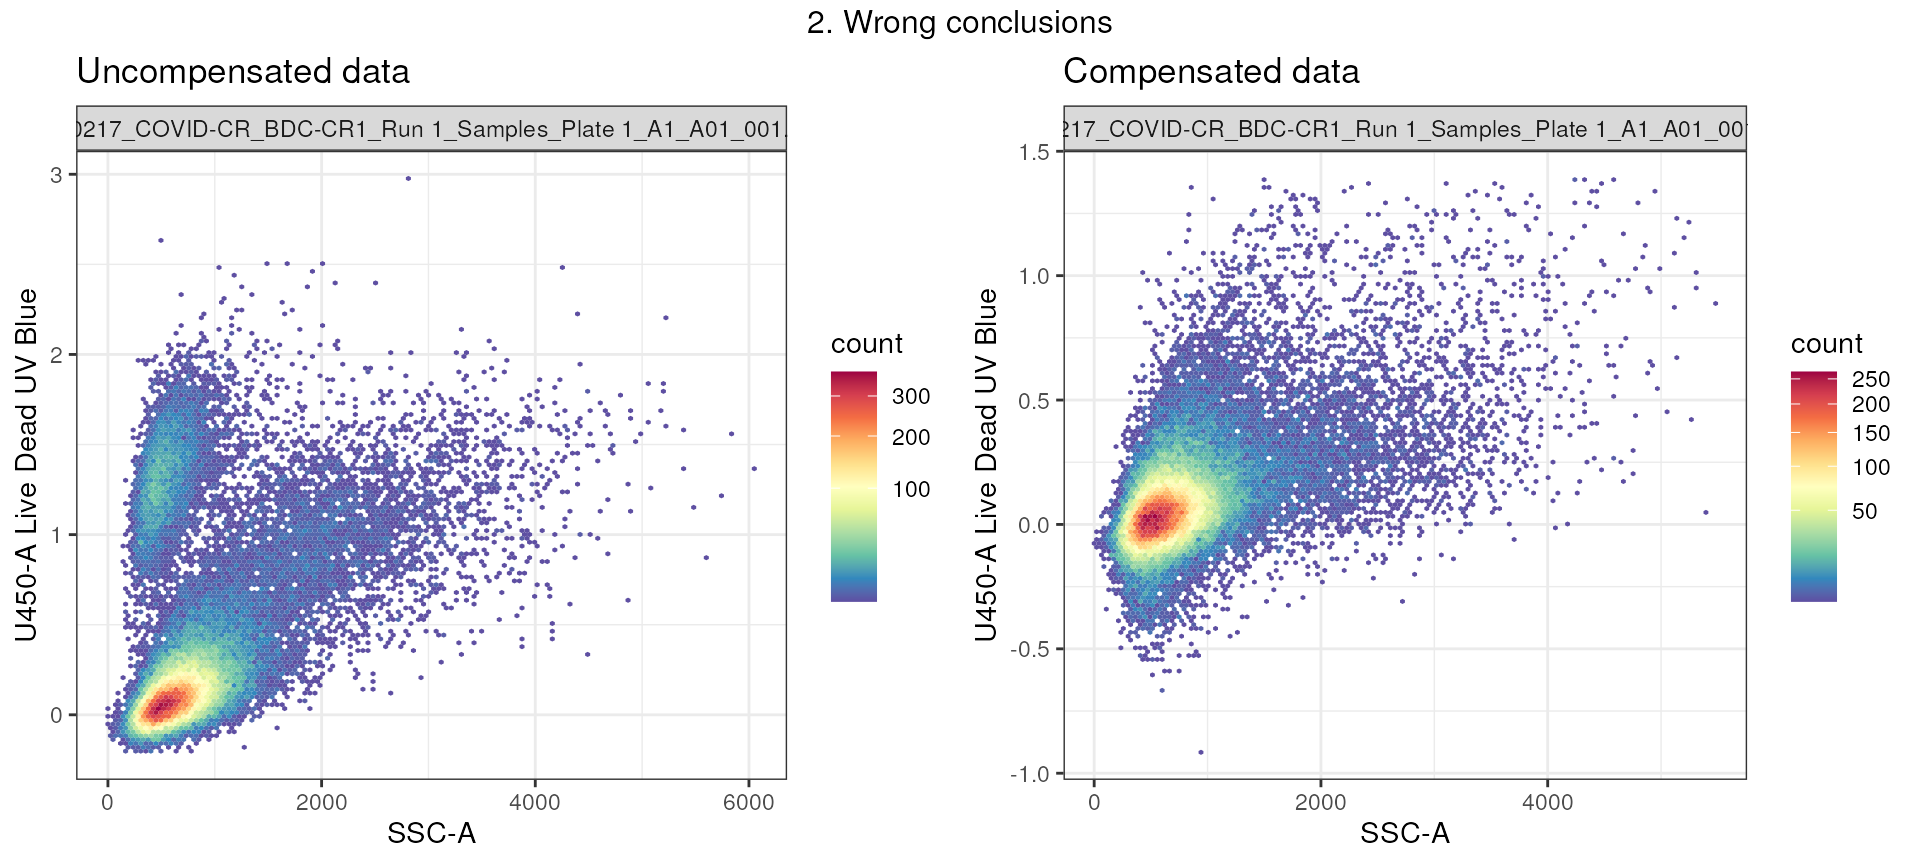 2. Wrong conclusions
Uncompensated data
0217_COVID-CR_BDC-CR1_Run 1_Samples_Plate 1_A1_A01_001.
3
2
1
0
0
2000
4000
6000
SSC-A
U450-A Live Dead UV Blue
count
300
200
100
Compensated data
217_COVID-CR_BDC-CR1_Run 1_Samples_Plate 1_A1_A01_00
1.5
1.0
0.5
0.0
-0.5
-1.0
0
2000
4000
SSC-A
U450-A Live Dead UV Blue
count
250
200
150
100
50